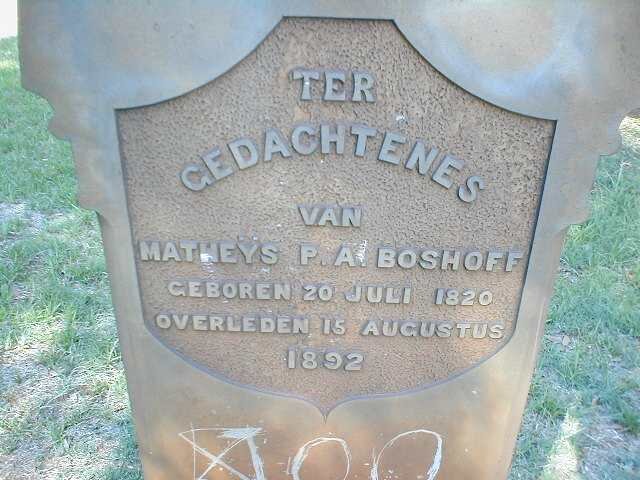 TER
GEDACHTENES
VAN
MATHEYS P. A. BOSHOFF
GEBOREN 20 JULI 1820
OVERLEDEN 15 AUGUSTUS
1892